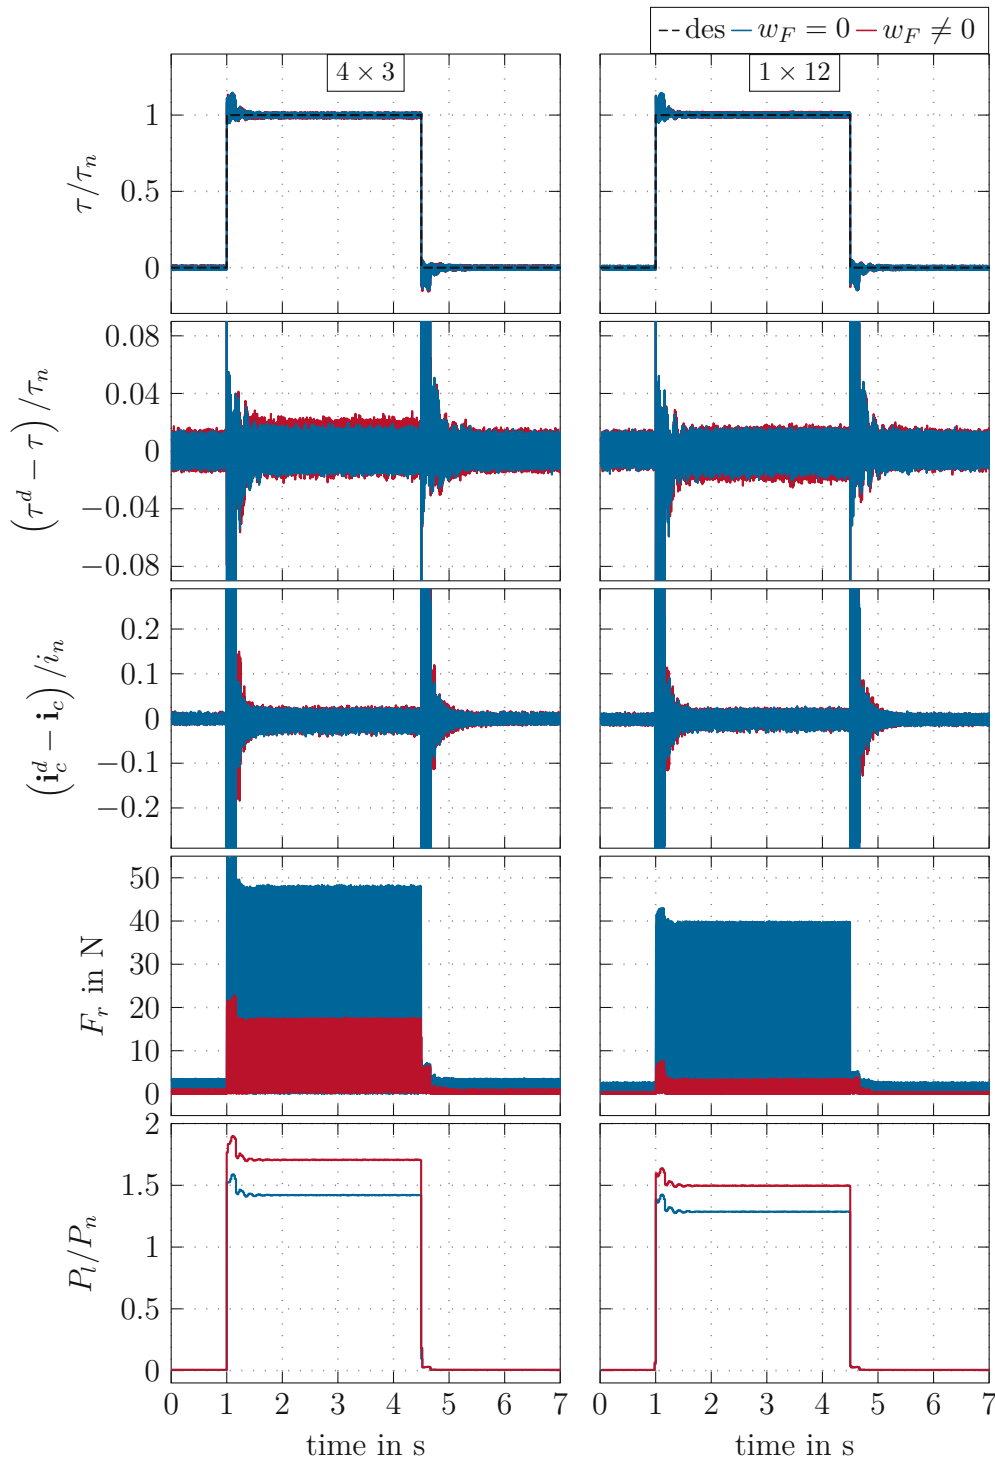 des w_F = 0 w_F ≠ 0
4 × 3 1 × 12
τ/τ_n
1
0.5
0
(τ^d − τ) /τ_n
0.08
0.04
0
−0.04
−0.08
(i_c^d − i_c) /i_n
0.2
0.1
0
−0.1
−0.2
F_r in N
50
40
30
20
10
0
P_l/P_n
2
1.5
1
0.5
0
0 1 2 3 4 5 6 7 0 1 2 3 4 5 6 7
time in s time in s